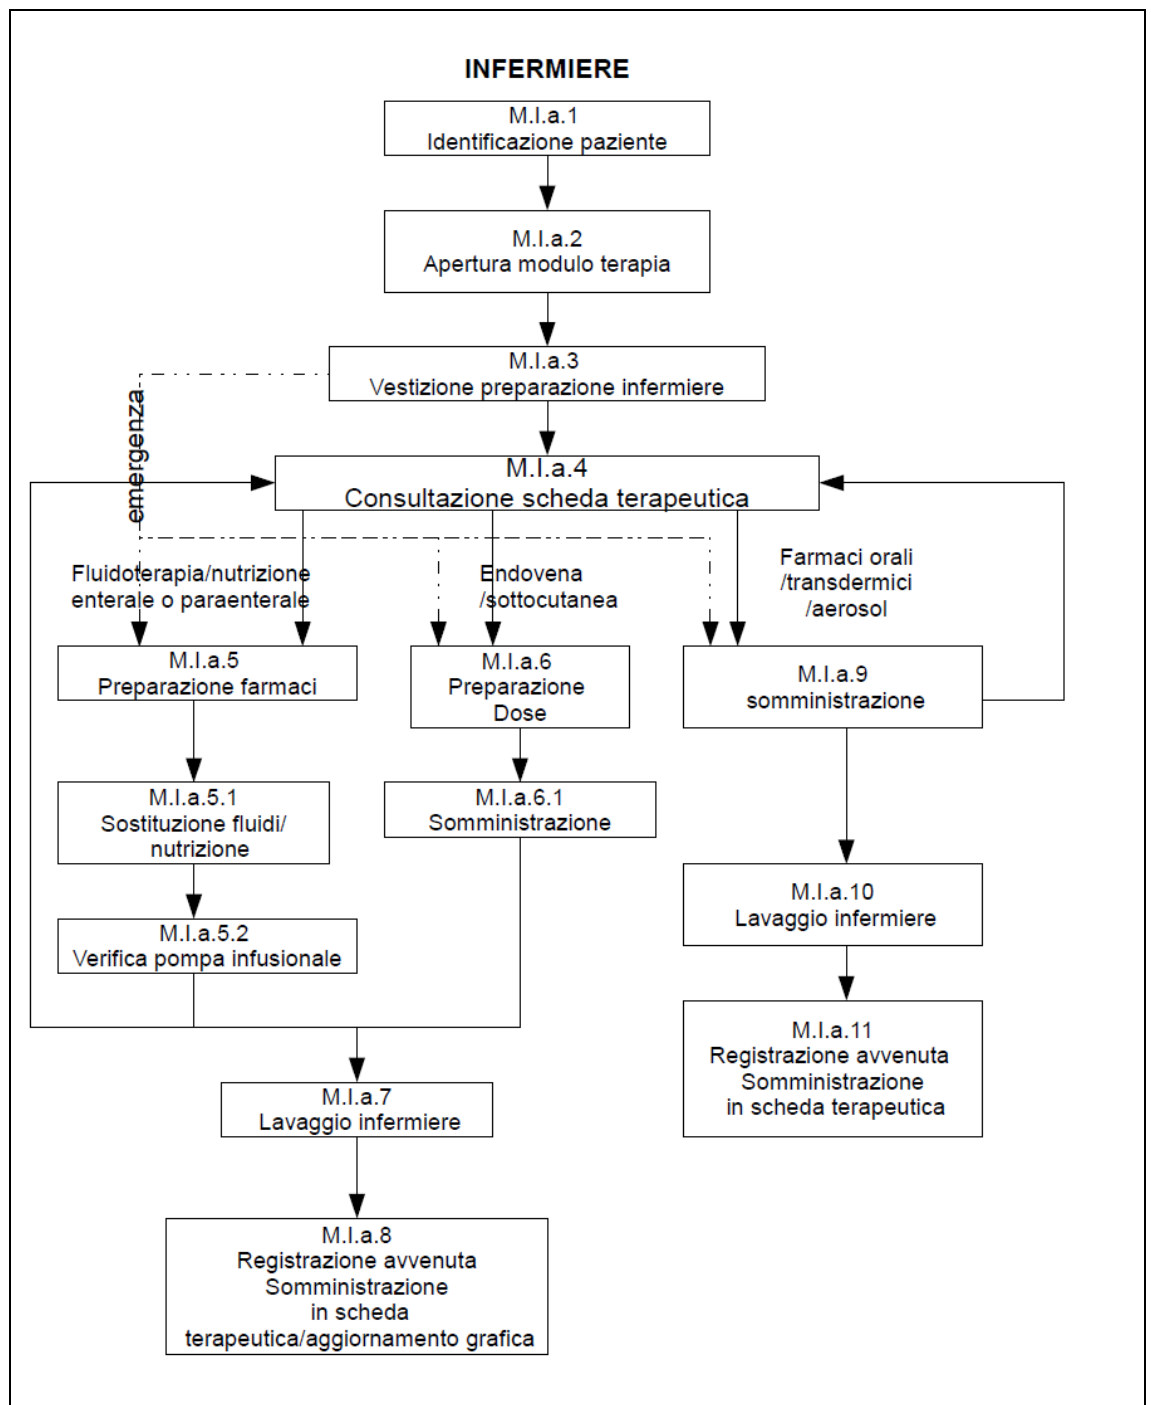 INFERMIERE
M.I.a.1
Identificazione paziente
M.I.a.2
Apertura modulo terapia
M.I.a.3
Vestizione preparazione infermiere
emergenza
M.I.a.4
Consultazione scheda terapeutica
Fluidoterapia/nutrizione
enterale o paraenterale
Endovena
/sottocutanea
Farmaci orali
/transdermici
/aerosol
M.I.a.5
Preparazione farmaci
M.I.a.6
Preparazione
Dose
M.I.a.9
somministrazione
M.I.a.5.1
Sostituzione fluidi/
nutrizione
M.I.a.6.1
Somministrazione
M.I.a.10
Lavaggio infermiere
M.I.a.5.2
Verifica pompa infusionale
M.I.a.11
Registrazione avvenuta
Somministrazione
in scheda terapeutica
M.I.a.7
Lavaggio infermiere
M.I.a.8
Registrazione avvenuta
Somministrazione
in scheda
terapeutica/aggiornamento grafica